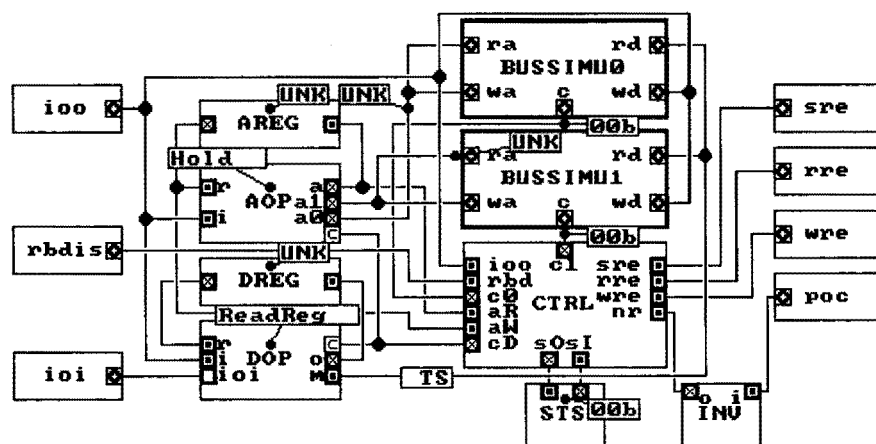 ra rd
UNK UNK
BUSSIMU0
ioo
wa c wd
sre
AREG
00b
Hold
UNK
ra rd
rre
r a
BUSSIMU1
AOP a1
i a0
wa c wd
wre
c
rbdis
UNK
00b
ioo cl sre
DREG
rbd rre
poc
c0 CTRL wre
ReadReg
aR nr
aW
r c
cD sOsI
i DOP o
ioi
ioi m
TS
STS
00b
o i
INV